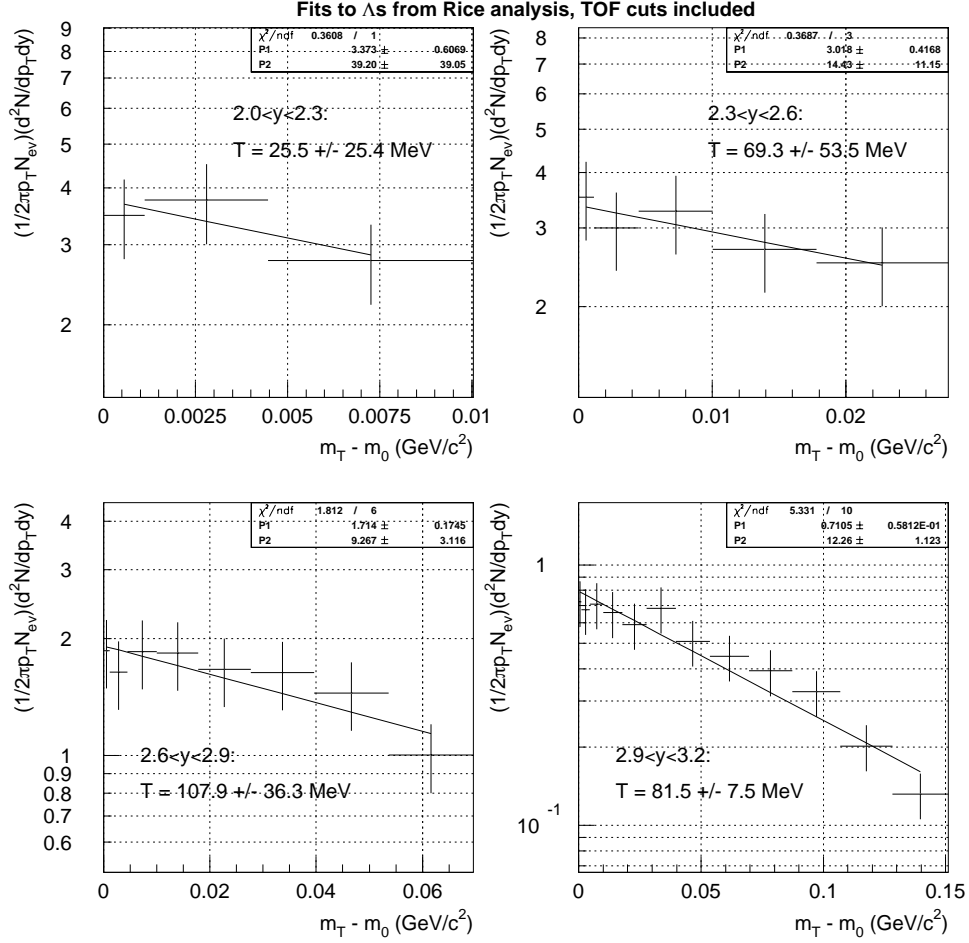 Fits to Λs from Rice analysis, TOF cuts included
(1/2πp_T N_ev)(d²N/dp_T dy)
9
8
7
6
5
4
3
2
χ²/ndf 0.3608 / 1
P1 3.373 ± 0.6069
P2 39.20 ± 39.05
2.0<y<2.3:
T = 25.5 +/- 25.4 MeV
0 0.0025 0.005 0.0075 0.01
m_T - m_0 (GeV/c²)
(1/2πp_T N_ev)(d²N/dp_T dy)
8
7
6
5
4
3
2
χ²/ndf 0.3687 / 3
P1 3.018 ± 0.4168
P2 14.43 ± 11.15
2.3<y<2.6:
T = 69.3 +/- 53.5 MeV
0 0.01 0.02
m_T - m_0 (GeV/c²)
(1/2πp_T N_ev)(d²N/dp_T dy)
4
3
2
1
0.9
0.8
0.7
0.6
χ²/ndf 1.812 / 6
P1 1.714 ± 0.1745
P2 9.267 ± 3.116
2.6<y<2.9:
T = 107.9 +/- 36.3 MeV
0 0.02 0.04 0.06
m_T - m_0 (GeV/c²)
(1/2πp_T N_ev)(d²N/dp_T dy)
1
10⁻¹
χ²/ndf 5.331 / 10
P1 0.7105 ± 0.5812E-01
P2 12.26 ± 1.123
2.9<y<3.2:
T = 81.5 +/- 7.5 MeV
0 0.05 0.1 0.15
m_T - m_0 (GeV/c²)